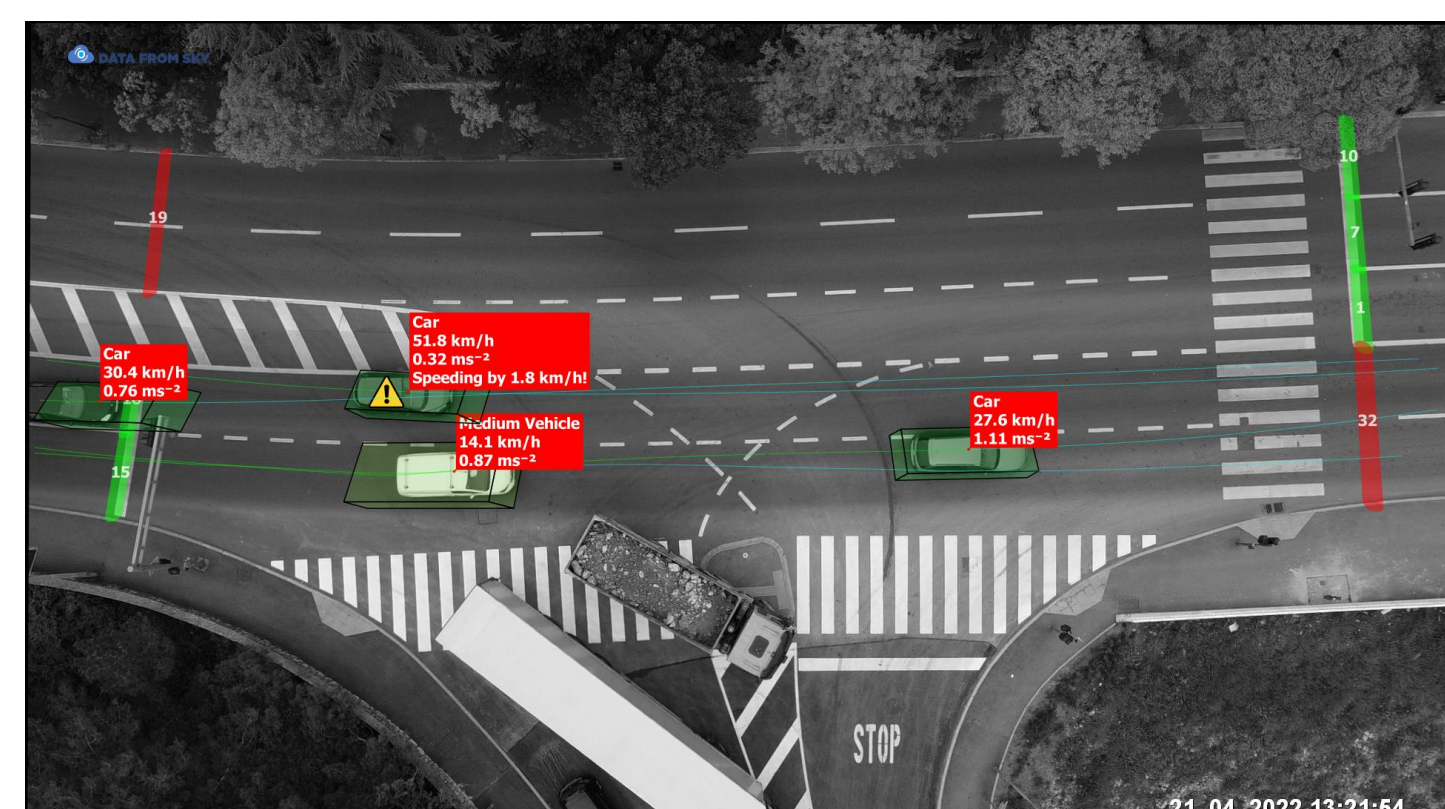 DATA FROM SKY
10
19
7
1
Car
51.8 km/h
0.32 ms⁻²
Speeding by 1.8 km/h!
Car
30.4 km/h
0.76 ms⁻²
Medium Vehicle
14.1 km/h
0.87 ms⁻²
Car
27.6 km/h
1.11 ms⁻²
32
15
STOP
21. 04. 2022 13:21:54